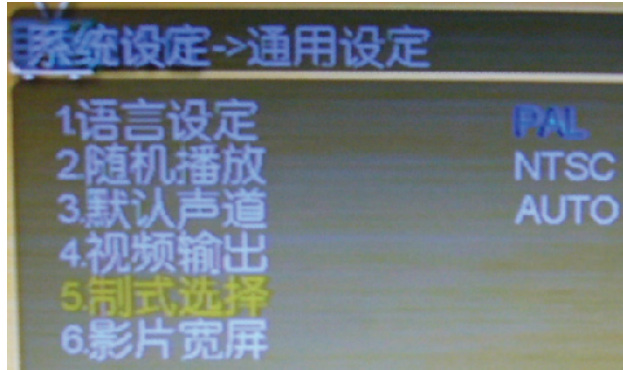 系统设定->通用设定
1.语言设定
PAL
2.随机播放
NTSC
3.默认声道
AUTO
4.视频输出
5.制式选择
6.影片宽屏